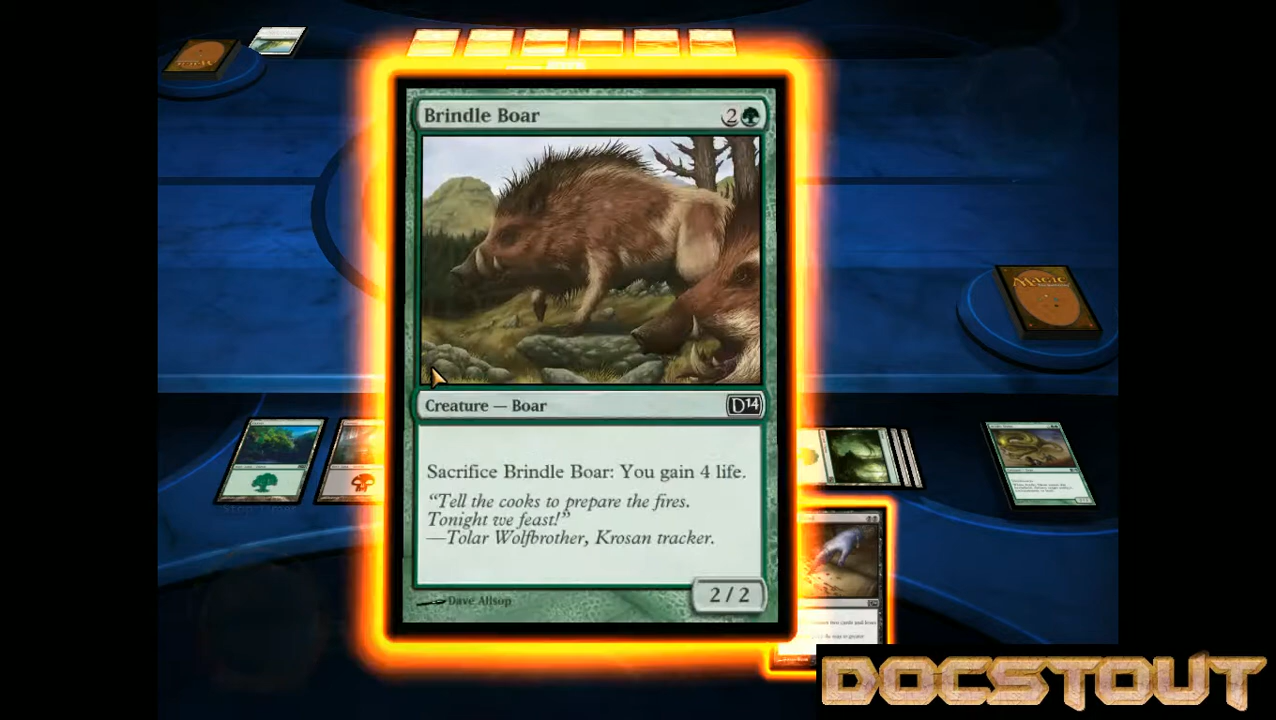 Brindle Boar 2
Creature — Boar
D14
Sacrifice Brindle Boar: You gain 4 life.
“Tell the cooks to prepare the fires.
Tonight we feast!”
—Tolar Wolfbrother, Krosan tracker.
2 / 2
Dave Allsop
DOCSTOUT